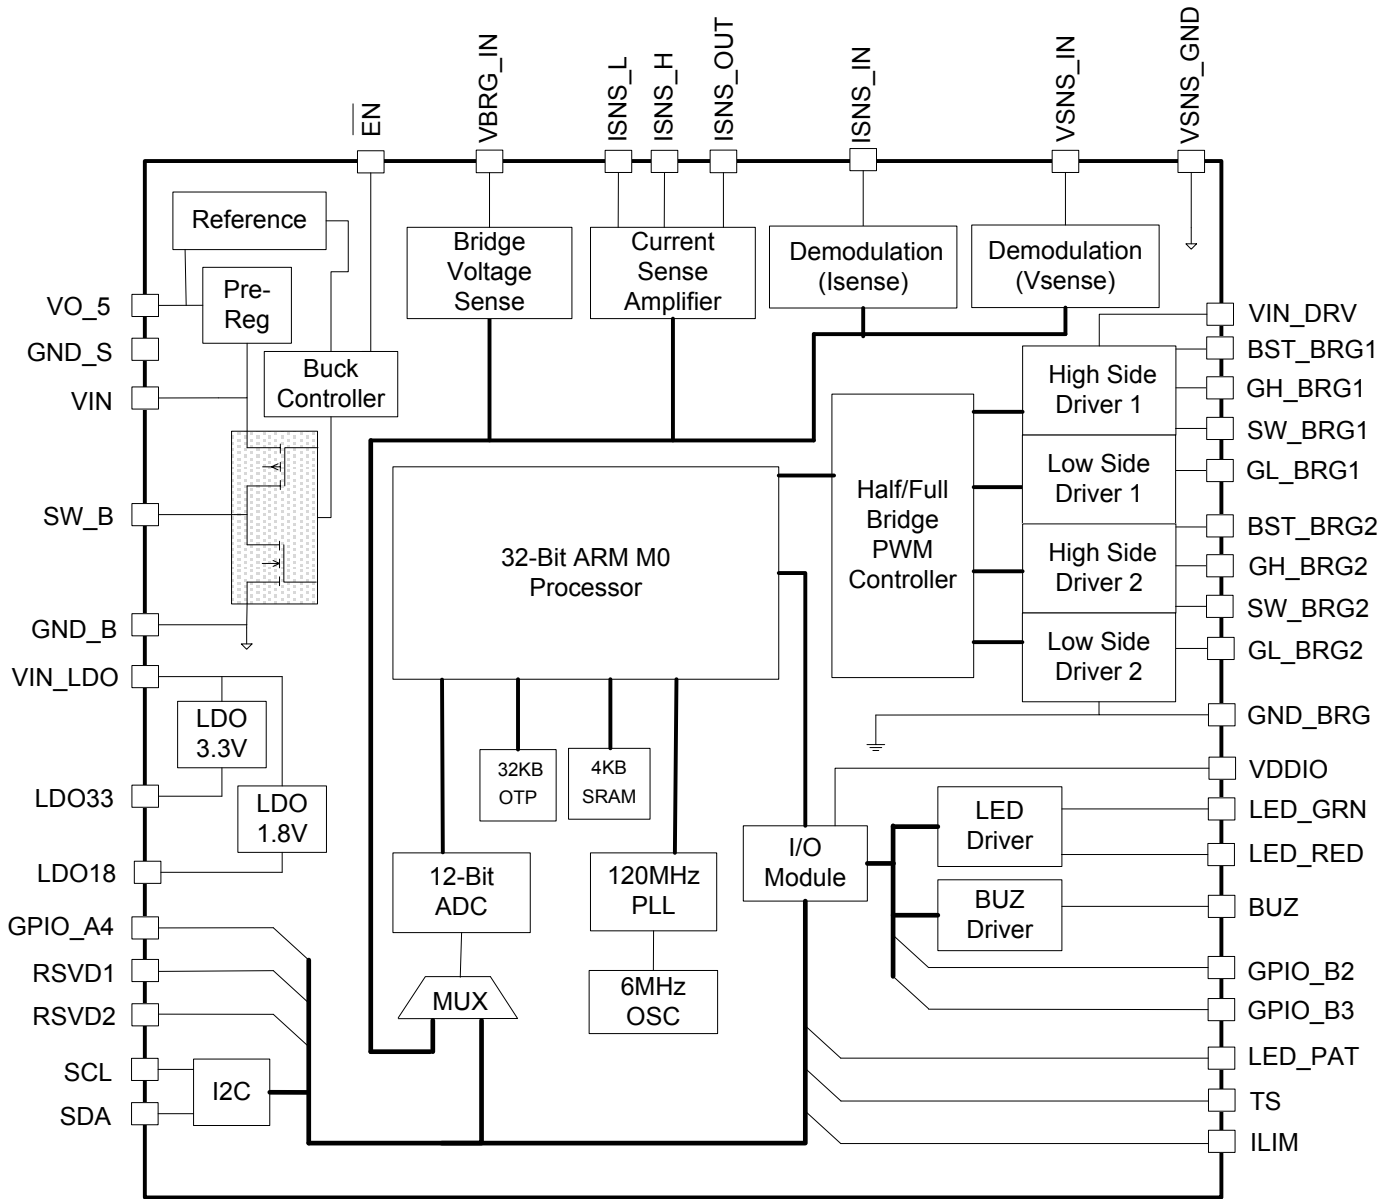 EN
VBRG_IN
ISNS_L
ISNS_H
ISNS_OUT
ISNS_IN
VSNS_IN
VSNS_GND
Reference
Pre-
Reg
Buck
Controller
Bridge
Voltage
Sense
Current
Sense
Amplifier
Demodulation
(Isense)
Demodulation
(Vsense)
VO_5
GND_S
VIN
SW_B
GND_B
VIN_LDO
LDO33
LDO18
GPIO_A4
RSVD1
RSVD2
SCL
SDA
LDO
3.3V
LDO
1.8V
I2C
32-Bit ARM M0
Processor
32KB
OTP
4KB
SRAM
12-Bit
ADC
MUX
120MHz
PLL
6MHz
OSC
Half/Full
Bridge
PWM
Controller
High Side
Driver 1
Low Side
Driver 1
High Side
Driver 2
Low Side
Driver 2
I/O
Module
LED
Driver
BUZ
Driver
VIN_DRV
BST_BRG1
GH_BRG1
SW_BRG1
GL_BRG1
BST_BRG2
GH_BRG2
SW_BRG2
GL_BRG2
GND_BRG
VDDIO
LED_GRN
LED_RED
BUZ
GPIO_B2
GPIO_B3
LED_PAT
TS
ILIM